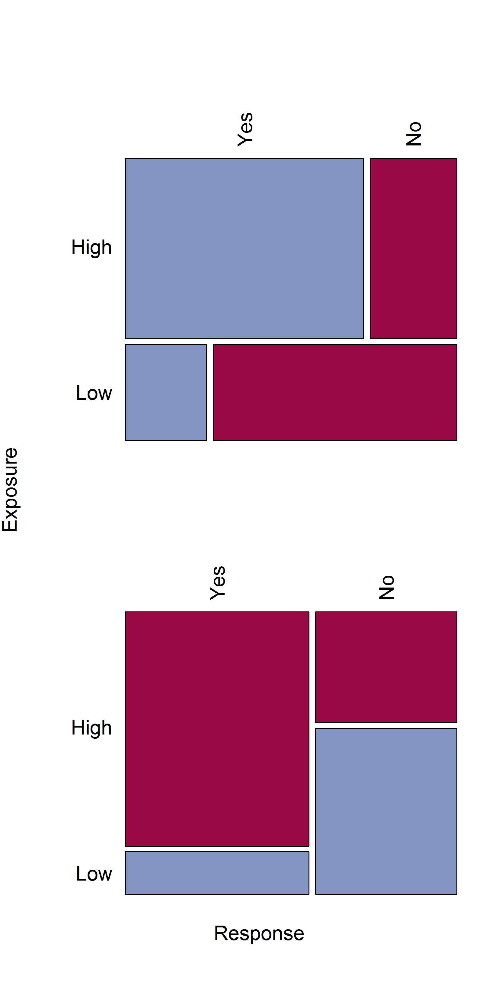 Yes
No
High
Low
Exposure
Yes
No
High
Low
Response